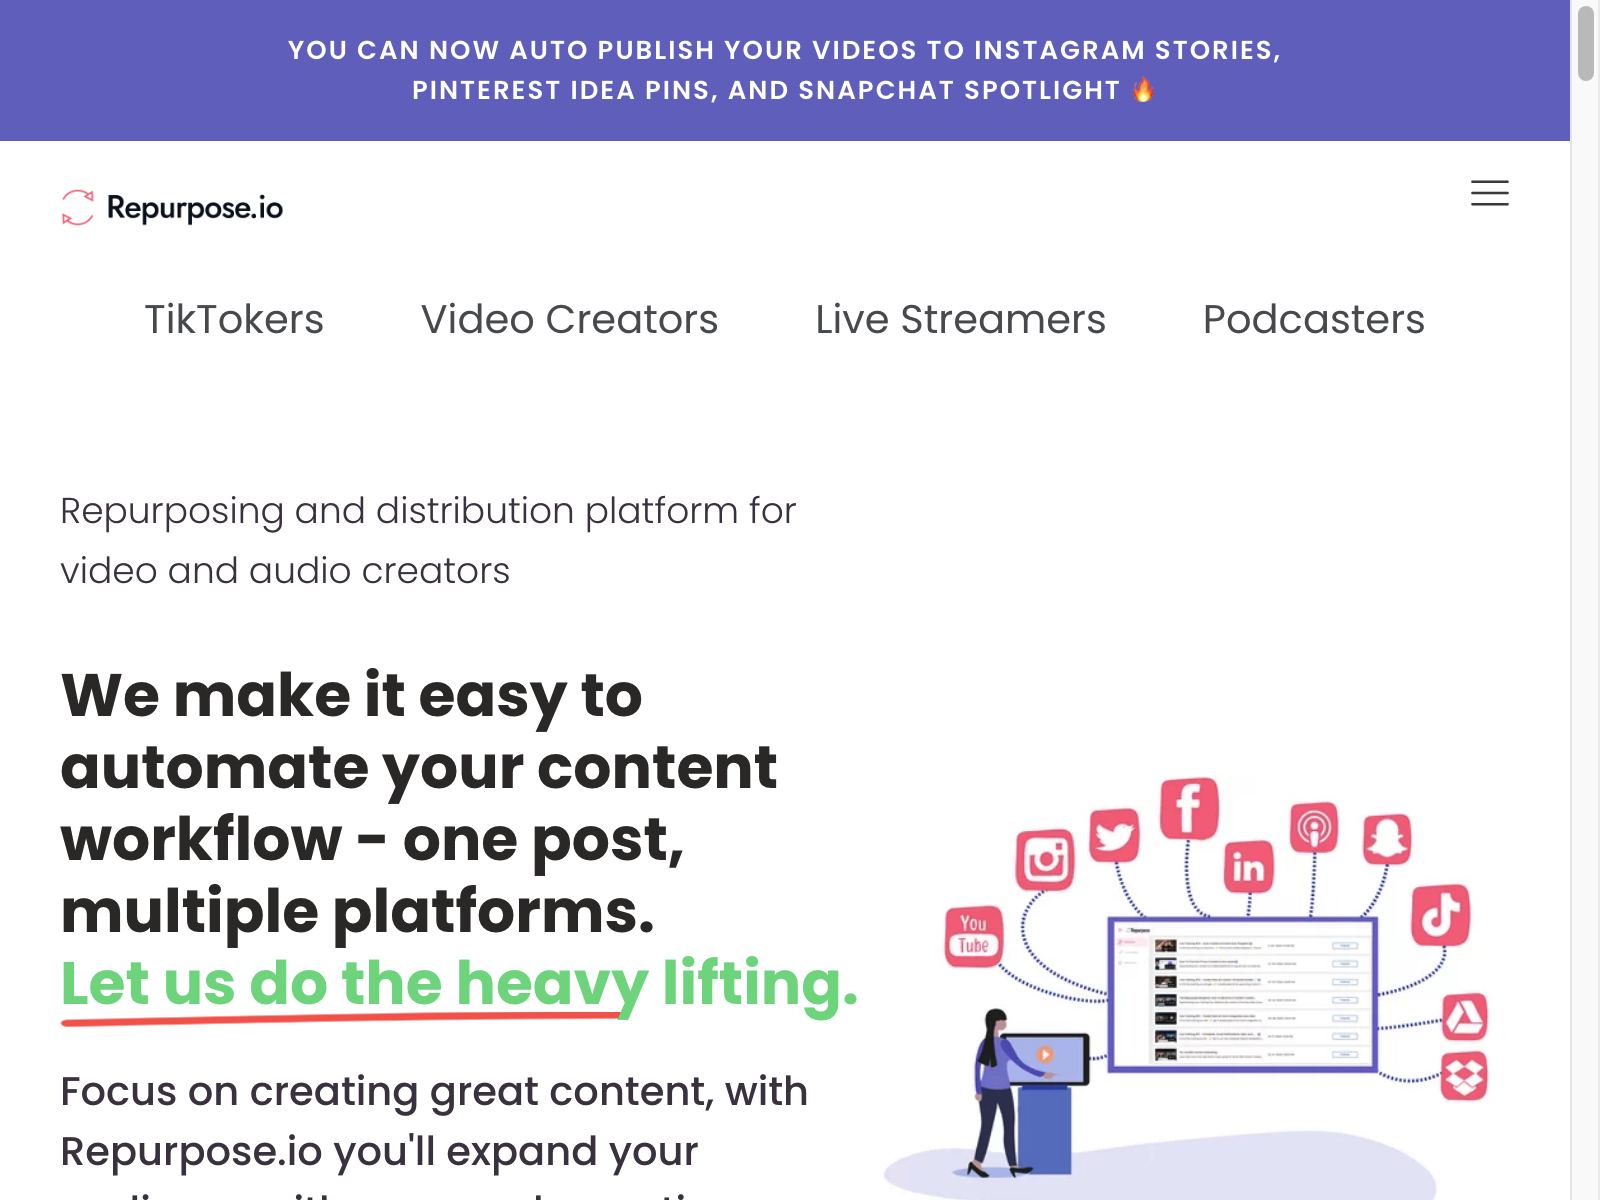 YOU CAN NOW AUTO PUBLISH YOUR VIDEOS TO INSTAGRAM STORIES,
PINTEREST IDEA PINS, AND SNAPCHAT SPOTLIGHT 🔥
Repurpose.io
TikTokers Video Creators Live Streamers Podcasters
Repurposing and distribution platform for
video and audio creators
We make it easy to
automate your content
workflow - one post,
multiple platforms.
Let us do the heavy lifting.
Focus on creating great content, with
Repurpose.io you'll expand your
in
You
Tube
Repurpose